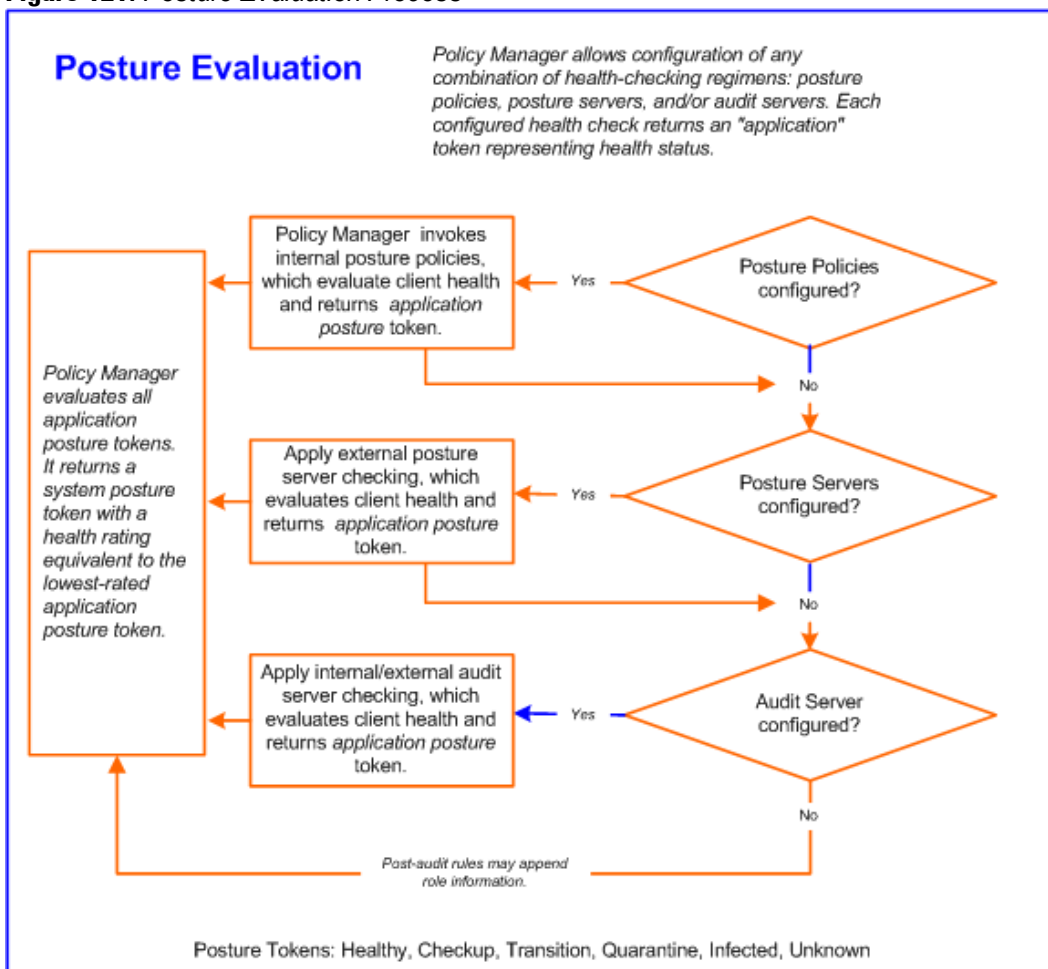 Figure 121: Posture Evaluation Process
Posture Evaluation
Policy Manager allows configuration of any
combination of health-checking regimens: posture
policies, posture servers, and/or audit servers. Each
configured health check returns an "application"
token representing health status.
Policy Manager invokes
internal posture policies,
which evaluate client health
and returns application
posture token.
Yes
Posture Policies
configured?
No
Policy Manager
evaluates all
application
posture tokens.
It returns a
system posture
token with a
health rating
equivalent to the
lowest-rated
application
posture token.
Apply external posture
server checking, which
evaluates client health and
returns application posture
token.
Yes
Posture Servers
configured?
No
Apply internal/external audit
server checking, which
evaluates client health and
returns application posture
token.
Yes
Audit Server
configured?
No
Post-audit rules may append
role information.
Posture Tokens: Healthy, Checkup, Transition, Quarantine, Infected, Unknown